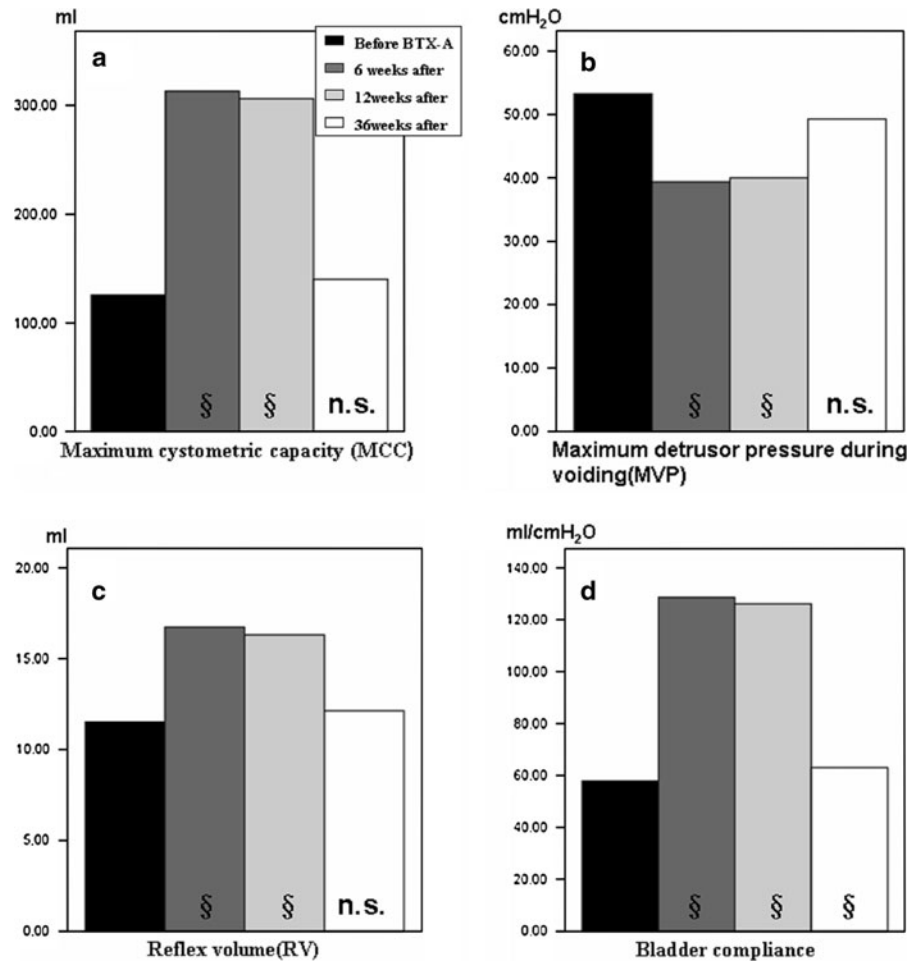 ml
a
300.00
200.00
100.00
0.00
Before BTX-A
6 weeks after
12weeks after
36weeks after
§ § n.s.
Maximum cystometric capacity (MCC)
cmH₂O
b
60.00
50.00
40.00
30.00
20.00
10.00
0.00
§ § n.s.
Maximum detrusor pressure during
voiding(MVP)
ml
c
20.00
15.00
10.00
5.00
0.00
§ § n.s.
Reflex volume(RV)
ml/cmH₂O
d
140.00
120.00
100.00
80.00
60.00
40.00
20.00
0.00
§ § §
Bladder compliance